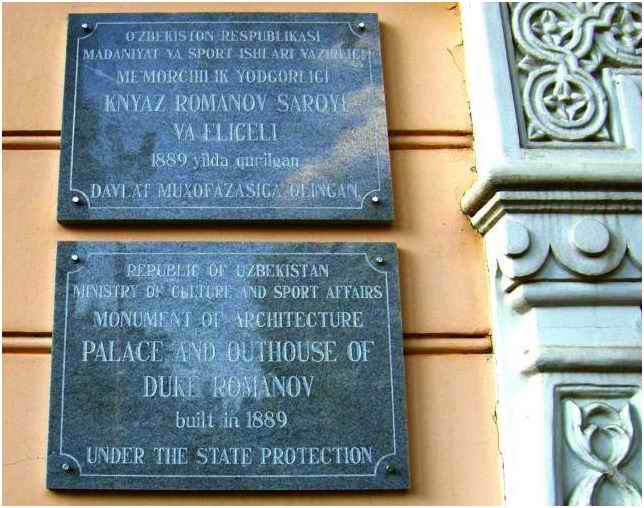 O'ZBEKISTON RESPUBLIKASI
MADANIYAT VA SPORT ISHLARI VAZIRLIGI
ME'MORCHILIK YODGORLIGI
KNYAZ ROMANOV SAROYI
VA FLIGELI
1889 yilda qurilgan
DAVLAT MUXOFAZASIGA OLINGAN
REPUBLIC OF UZBEKISTAN
MINISTRY OF CULTURE AND SPORT AFFAIRS
MONUMENT OF ARCHITECTURE
PALACE AND OUTHOUSE OF
DUKE ROMANOV
built in 1889
UNDER THE STATE PROTECTION